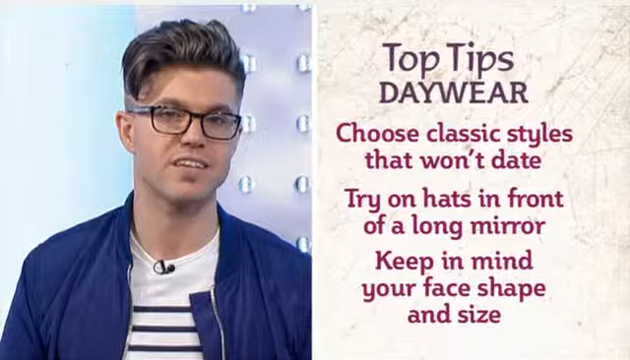 Top Tips
DAYWEAR
Choose classic styles
that won't date
Try on hats in front
of a long mirror
Keep in mind
your face shape
and size